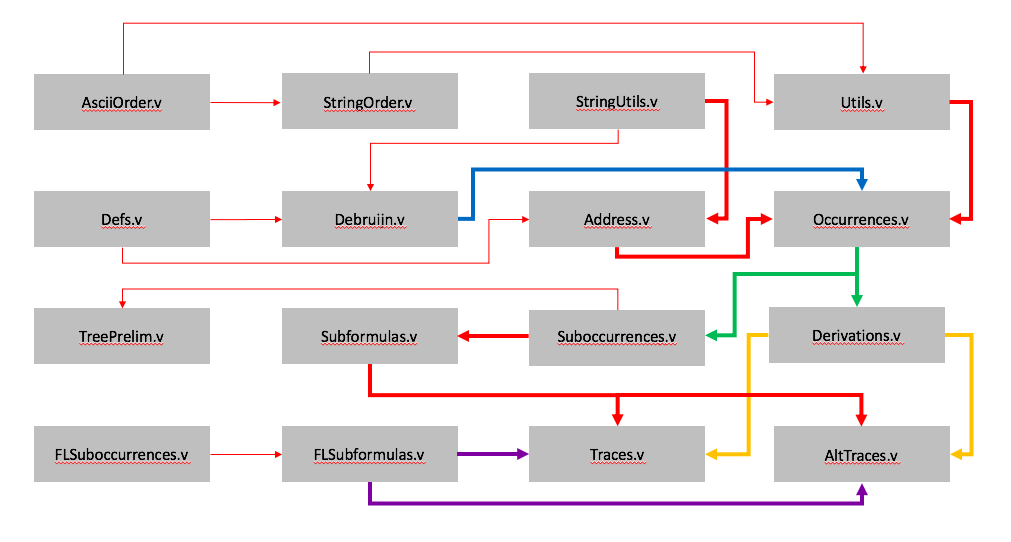 AsciiOrder.v
StringOrder.v
StringUtils.v
Utils.v
Defs.v
Debruijn.v
Address.v
Occurrences.v
TreePrelim.v
Subformulas.v
Suboccurrences.v
Derivations.v
FLSuboccurrences.v
FLSubformulas.v
Traces.v
AltTraces.v